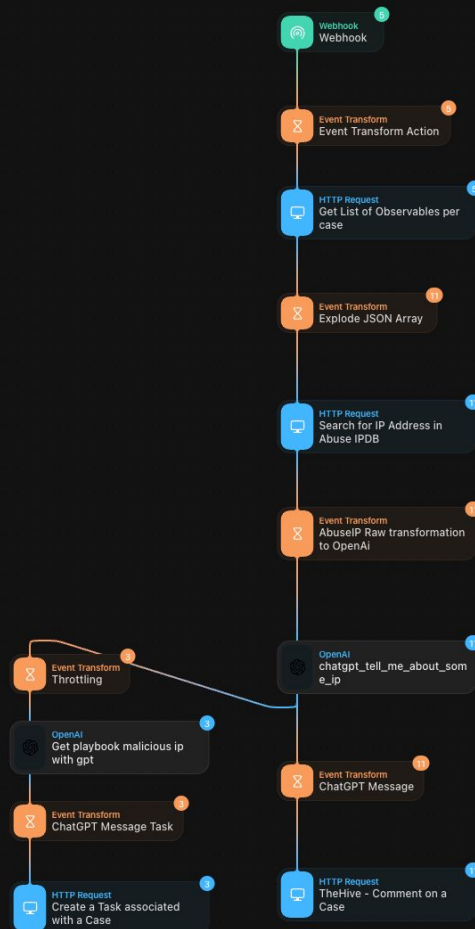 5
Webhook
Webhook
5
Event Transform
Event Transform Action
HTTP Request
Get List of Observables per
case
11
Event Transform
Explode JSON Array
HTTP Request
Search for IP Address in
Abuse IPDB
Event Transform
AbuseIP Raw transformation
to OpenAi
OpenAI
chatgpt_tell_me_about_som
e_ip
3
Event Transform
Throttling
3
OpenAI
Get playbook malicious ip
with gpt
11
Event Transform
ChatGPT Message
3
Event Transform
ChatGPT Message Task
3
HTTP Request
Create a Task associated
with a Case
HTTP Request
TheHive - Comment on a
Case